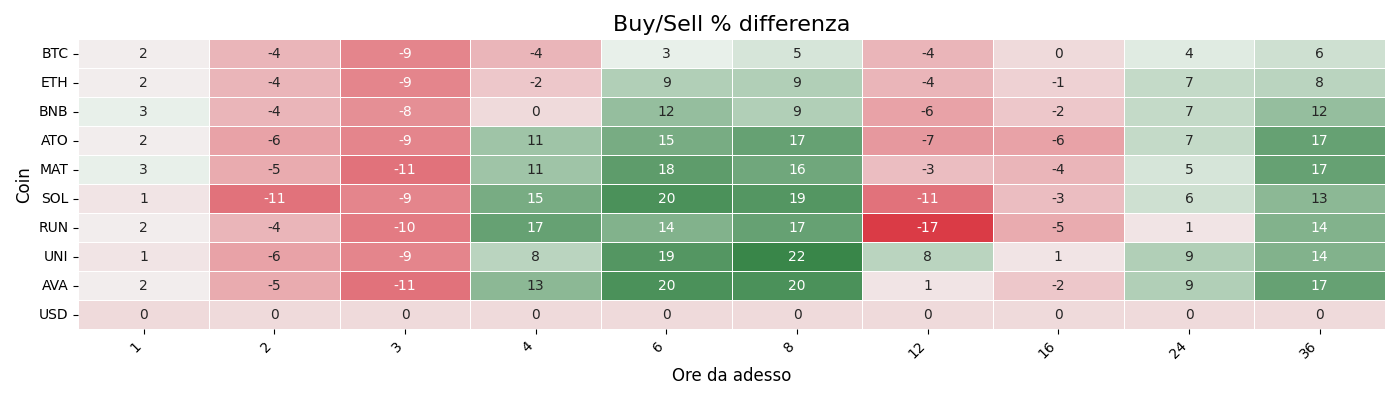 Buy/Sell % differenza
Coin
BTC 2 -4 -9 -4 3 5 -4 0 4 6
ETH 2 -4 -9 -2 9 9 -4 -1 7 8
BNB 3 -4 -8 0 12 9 -6 -2 7 12
ATO 2 -6 -9 11 15 17 -7 -6 7 17
MAT 3 -5 -11 11 18 16 -3 -4 5 17
SOL 1 -11 -9 15 20 19 -11 -3 6 13
RUN 2 -4 -10 17 14 17 -17 -5 1 14
UNI 1 -6 -9 8 19 22 8 1 9 14
AVA 2 -5 -11 13 20 20 1 -2 9 17
USD 0 0 0 0 0 0 0 0 0 0
1 2 3 4 6 8 12 16 24 36
Ore da adesso